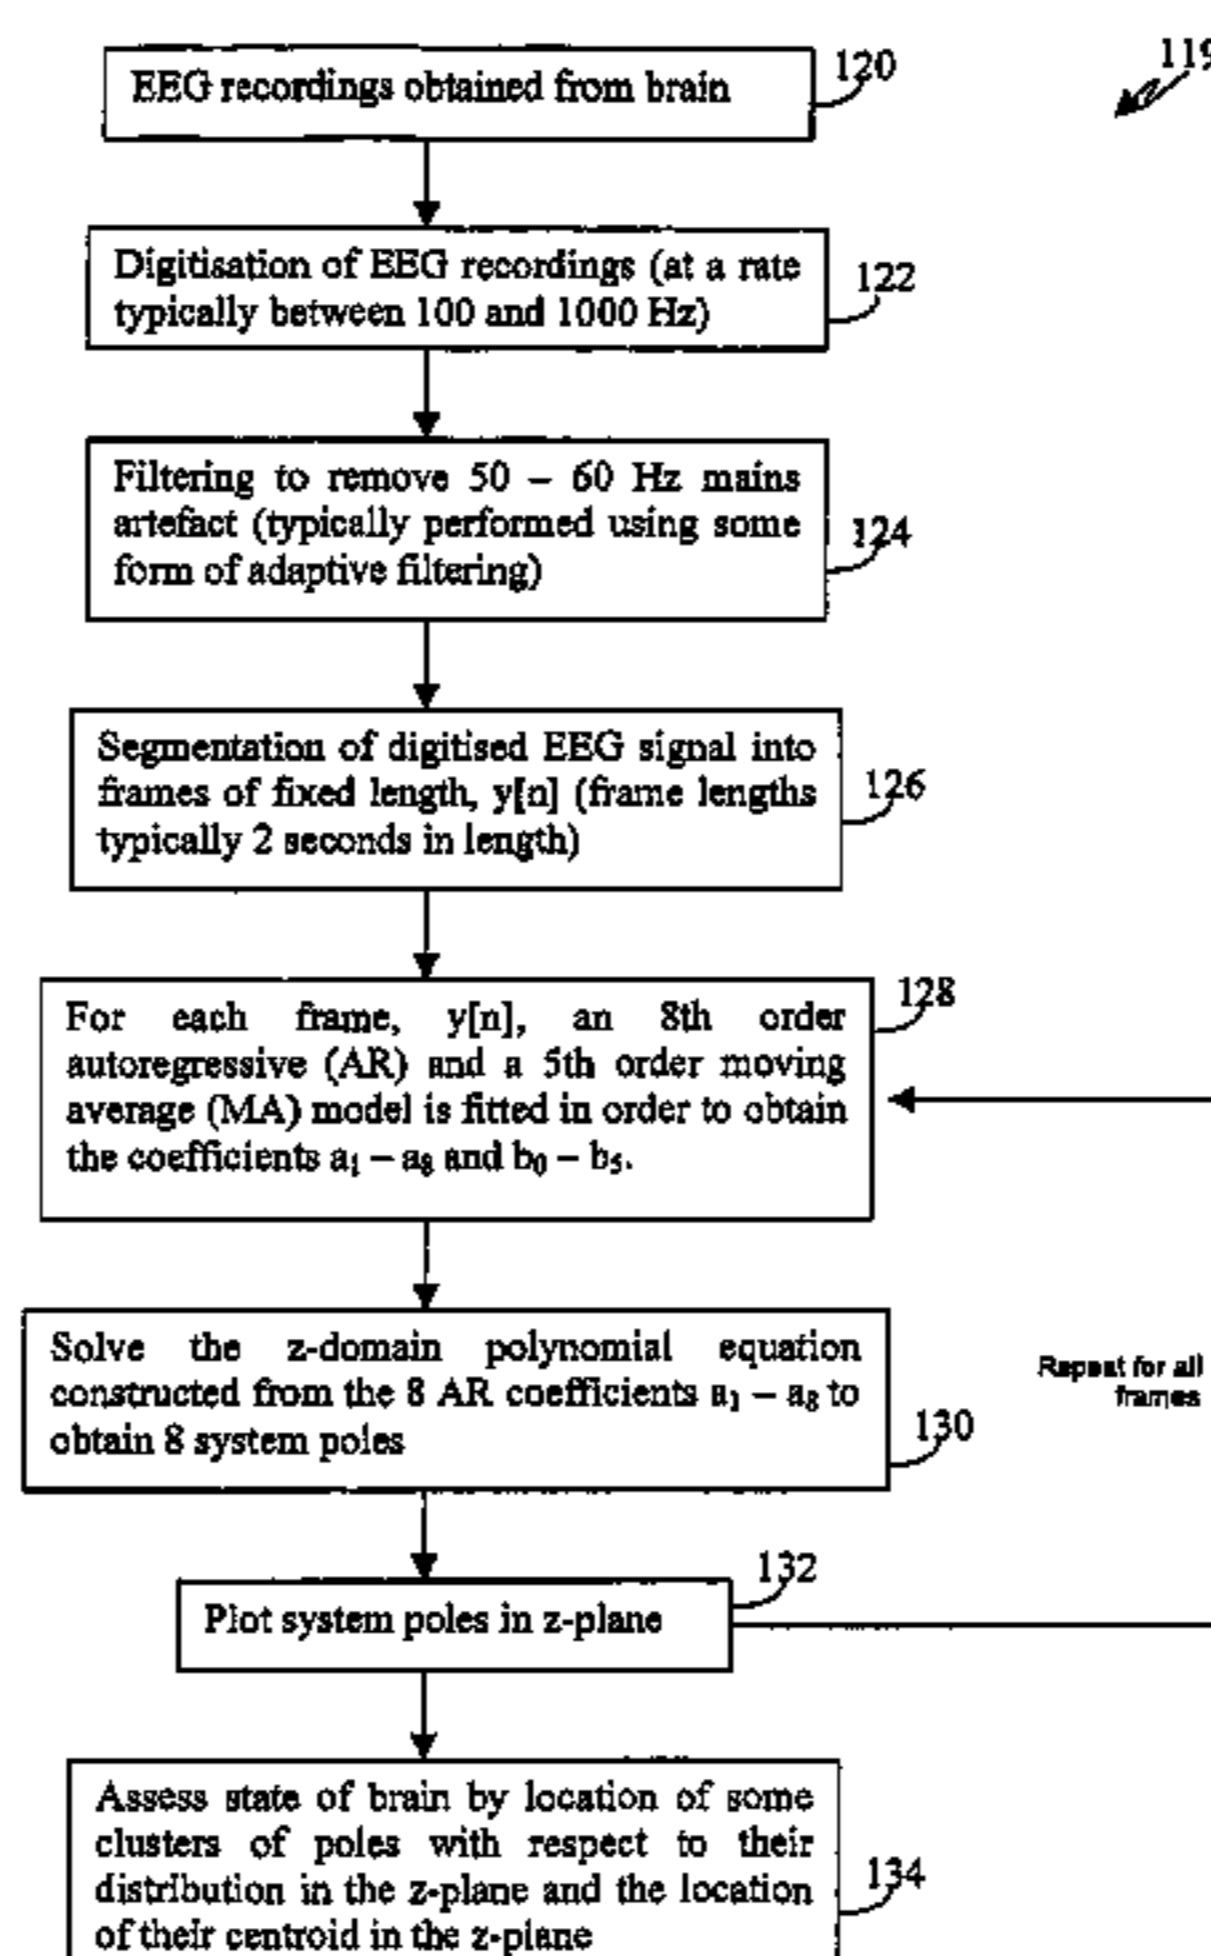 EEG recordings obtained from brain
120
119
Digitisation of EEG recordings (at a rate
typically between 100 and 1000 Hz)
122
Filtering to remove 50 – 60 Hz mains
artefact (typically performed using some
form of adaptive filtering)
124
Segmentation of digitised EEG signal into
frames of fixed length, y[n] (frame lengths
typically 2 seconds in length)
126
For each frame, y[n], an 8th order
autoregressive (AR) and a 5th order moving
average (MA) model is fitted in order to obtain
the coefficients a₁ – a₈ and b₀ – b₅.
128
Solve the z-domain polynomial equation
constructed from the 8 AR coefficients a₁ – a₈ to
obtain 8 system poles
130
Repeat for all
frames
Plot system poles in z-plane
132
Assess state of brain by location of some
clusters of poles with respect to their
distribution in the z-plane and the location
of their centroid in the z-plane
134